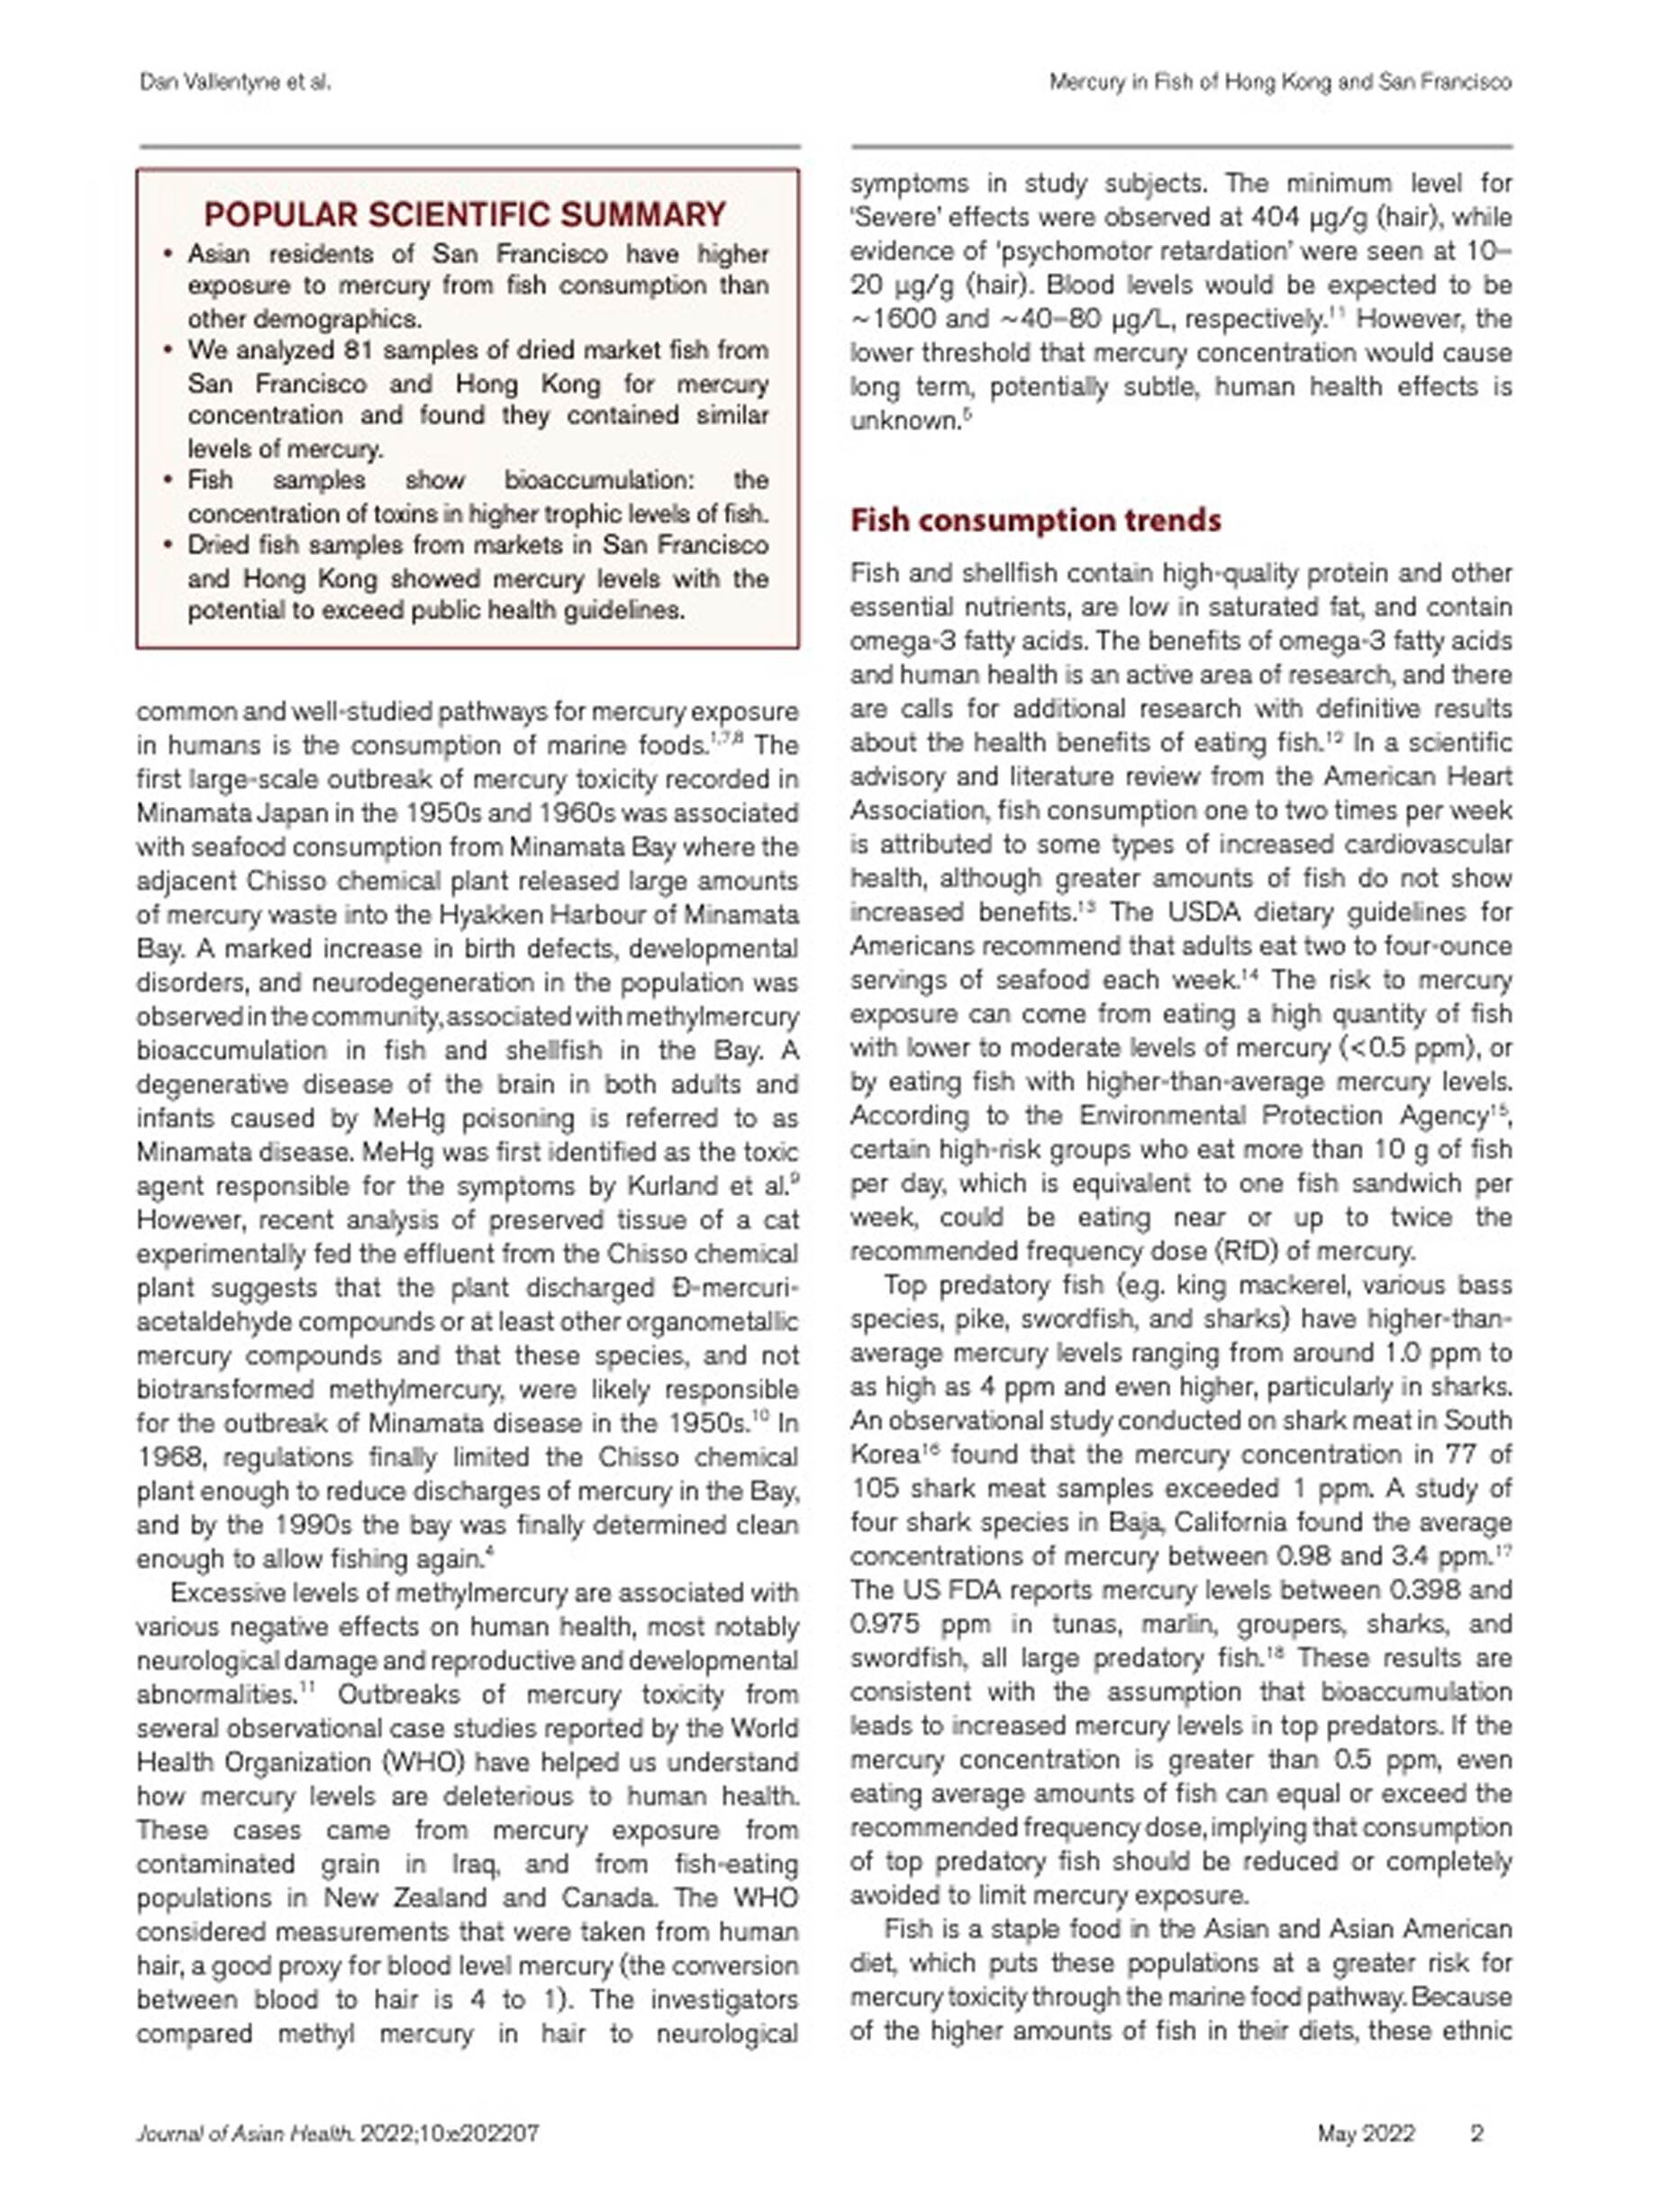 Dan Vallentyne et al.
Mercury in Fish of Hong Kong and San Francisco
POPULAR SCIENTIFIC SUMMARY
• Asian residents of San Francisco have higher
exposure to mercury from fish consumption than
other demographics.
• We analyzed 81 samples of dried market fish from
San Francisco and Hong Kong for mercury
concentration and found they contained similar
levels of mercury.
• Fish samples show bioaccumulation: the
concentration of toxins in higher trophic levels of fish.
• Dried fish samples from markets in San Francisco
and Hong Kong showed mercury levels with the
potential to exceed public health guidelines.
common and well-studied pathways for mercury exposure
in humans is the consumption of marine foods.1,7,8 The
first large-scale outbreak of mercury toxicity recorded in
Minamata Japan in the 1950s and 1960s was associated
with seafood consumption from Minamata Bay where the
adjacent Chisso chemical plant released large amounts
of mercury waste into the Hyakken Harbour of Minamata
Bay. A marked increase in birth defects, developmental
disorders, and neurodegeneration in the population was
observed in the community, associated with methylmercury
bioaccumulation in fish and shellfish in the Bay. A
degenerative disease of the brain in both adults and
infants caused by MeHg poisoning is referred to as
Minamata disease. MeHg was first identified as the toxic
agent responsible for the symptoms by Kurland et al.9
However, recent analysis of preserved tissue of a cat
experimentally fed the effluent from the Chisso chemical
plant suggests that the plant discharged Ð-mercuri-
acetaldehyde compounds or at least other organometallic
mercury compounds and that these species, and not
biotransformed methylmercury, were likely responsible
for the outbreak of Minamata disease in the 1950s.10 In
1968, regulations finally limited the Chisso chemical
plant enough to reduce discharges of mercury in the Bay,
and by the 1990s the bay was finally determined clean
enough to allow fishing again.4
Excessive levels of methylmercury are associated with
various negative effects on human health, most notably
neurological damage and reproductive and developmental
abnormalities.11 Outbreaks of mercury toxicity from
several observational case studies reported by the World
Health Organization (WHO) have helped us understand
how mercury levels are deleterious to human health.
These cases came from mercury exposure from
contaminated grain in Iraq, and from fish-eating
populations in New Zealand and Canada. The WHO
considered measurements that were taken from human
hair, a good proxy for blood level mercury (the conversion
between blood to hair is 4 to 1). The investigators
compared methyl mercury in hair to neurological
symptoms in study subjects. The minimum level for
‘Severe’ effects were observed at 404 µg/g (hair), while
evidence of ‘psychomotor retardation’ were seen at 10–
20 µg/g (hair). Blood levels would be expected to be
~1600 and ~40–80 µg/L, respectively.11 However, the
lower threshold that mercury concentration would cause
long term, potentially subtle, human health effects is
unknown.5
Fish consumption trends
Fish and shellfish contain high-quality protein and other
essential nutrients, are low in saturated fat, and contain
omega-3 fatty acids. The benefits of omega-3 fatty acids
and human health is an active area of research, and there
are calls for additional research with definitive results
about the health benefits of eating fish.12 In a scientific
advisory and literature review from the American Heart
Association, fish consumption one to two times per week
is attributed to some types of increased cardiovascular
health, although greater amounts of fish do not show
increased benefits.13 The USDA dietary guidelines for
Americans recommend that adults eat two to four-ounce
servings of seafood each week.14 The risk to mercury
exposure can come from eating a high quantity of fish
with lower to moderate levels of mercury (<0.5 ppm), or
by eating fish with higher-than-average mercury levels.
According to the Environmental Protection Agency15,
certain high-risk groups who eat more than 10 g of fish
per day, which is equivalent to one fish sandwich per
week, could be eating near or up to twice the
recommended frequency dose (RfD) of mercury.
Top predatory fish (e.g. king mackerel, various bass
species, pike, swordfish, and sharks) have higher-than-
average mercury levels ranging from around 1.0 ppm to
as high as 4 ppm and even higher, particularly in sharks.
An observational study conducted on shark meat in South
Korea16 found that the mercury concentration in 77 of
105 shark meat samples exceeded 1 ppm. A study of
four shark species in Baja, California found the average
concentrations of mercury between 0.98 and 3.4 ppm.17
The US FDA reports mercury levels between 0.398 and
0.975 ppm in tunas, marlin, groupers, sharks, and
swordfish, all large predatory fish.18 These results are
consistent with the assumption that bioaccumulation
leads to increased mercury levels in top predators. If the
mercury concentration is greater than 0.5 ppm, even
eating average amounts of fish can equal or exceed the
recommended frequency dose, implying that consumption
of top predatory fish should be reduced or completely
avoided to limit mercury exposure.
Fish is a staple food in the Asian and Asian American
diet, which puts these populations at a greater risk for
mercury toxicity through the marine food pathway. Because
of the higher amounts of fish in their diets, these ethnic
Journal of Asian Health. 2022;10:e202207
May 2022 2